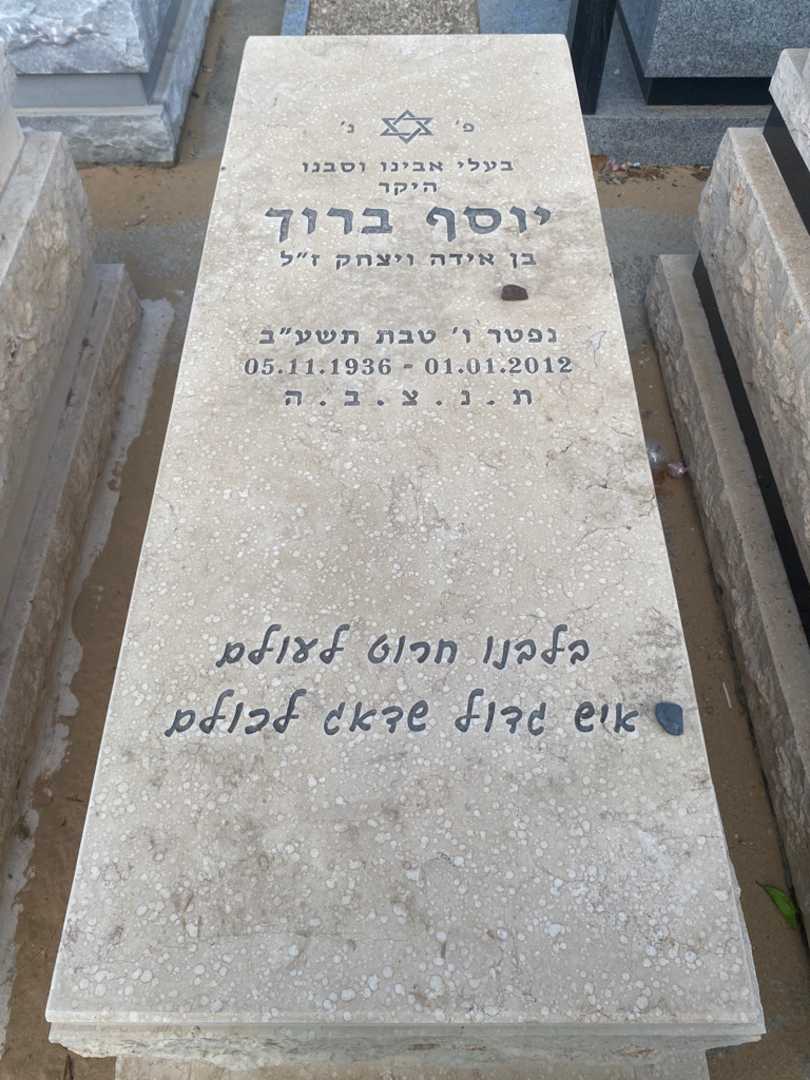 פ' נ'
בעלי אבינו וסבנו
היקר
יוסף ברוך
בן אידה ויצחק ז"ל
נפטר ו' טבת תשע"ב
05.11.1936 - 01.01.2012
ת . נ . צ . ב . ה
בלבנו חרוט לעולם
איש גדול שדאג לכולם